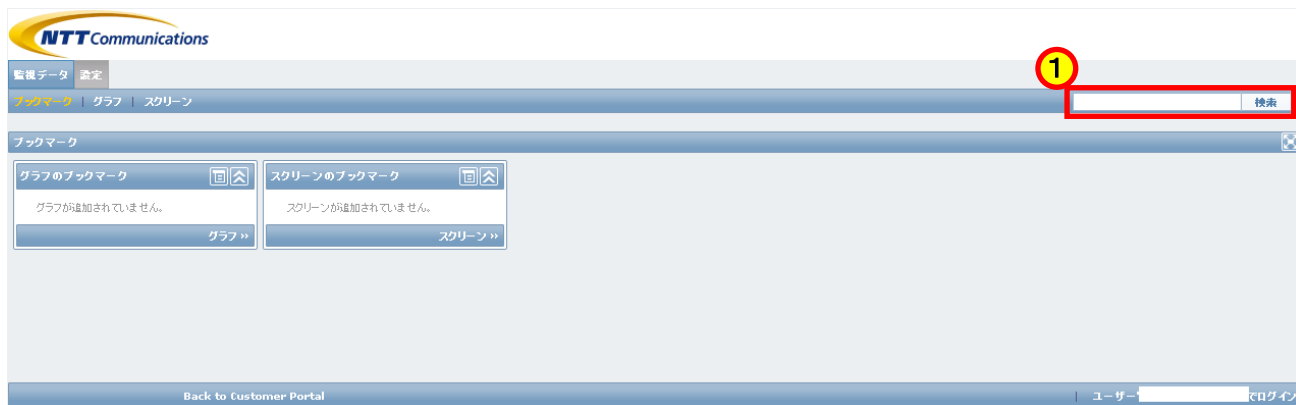 NTT Communications
1
監視データ 設定
ブックマーク | グラフ | スクリーン 検索
ブックマーク
グラフのブックマーク スクリーンのブックマーク
グラフが追加されていません。 スクリーンが追加されていません。
グラフ » スクリーン »
Back to Customer Portal | ユーザー" でログイン